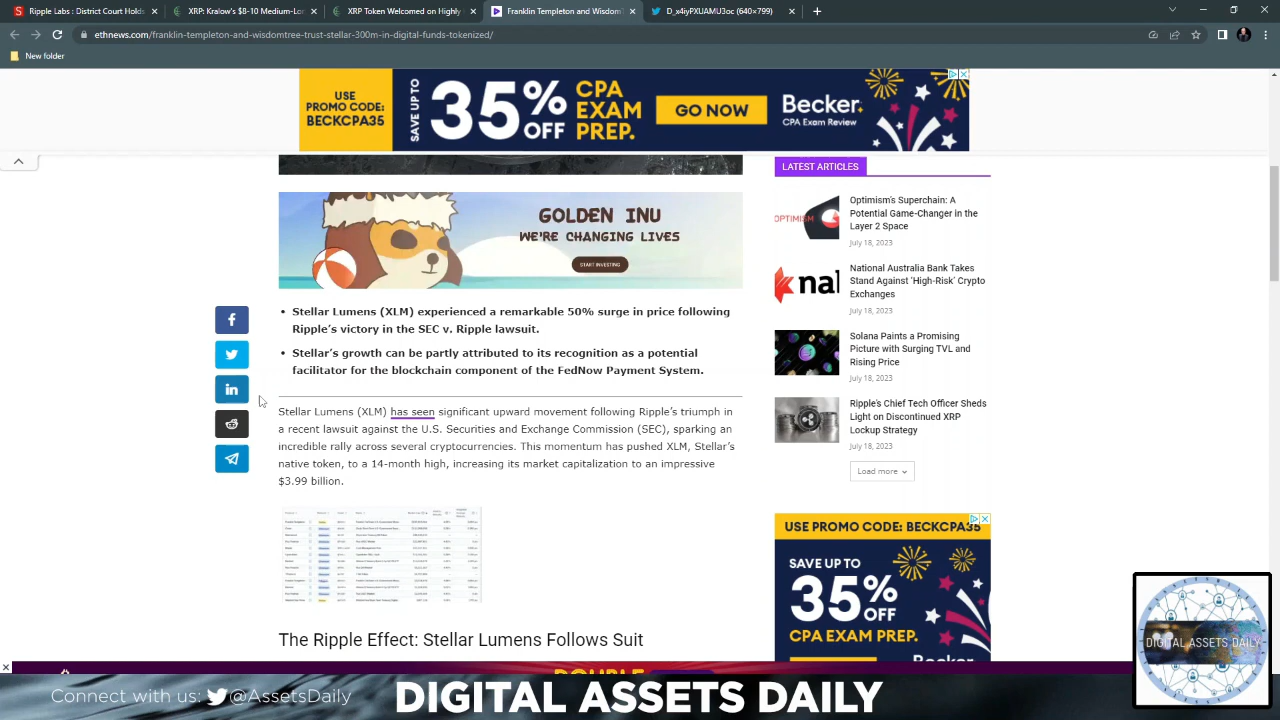 Ripple Labs : District Court Holds
XRP: Kraiow's $8-10 Medium-Long
XRP: Token Deemed Not
Franklin Templeton and Wisdom
D_x4iyPXUAMUJoc (640×799)
ethnews.com/franklin-templeton-and-wisdomtree-trust-stellar-300m-in-digital-funds-tokenized/
New folder
USE
PROMO CODE:
BECKCPA35
SAVE UP TO
35% OFF
CPA
EXAM
PREP.
GO NOW
Becker.
CPA Exam Review
GOLDEN INU
WE'RE CHANGING LIVES
START INVESTING
• Stellar Lumens (XLM) experienced a remarkable 50% surge in price following
Ripple's victory in the SEC v. Ripple lawsuit.
• Stellar's growth can be partly attributed to its recognition as a potential
facilitator for the blockchain component of the FedNow Payment System.
Stellar Lumens (XLM) has seen significant upward movement following Ripple's triumph in
a recent lawsuit against the U.S. Securities and Exchange Commission (SEC), sparking an
incredible rally across several cryptocurrencies. This momentum has pushed XLM, Stellar's
native token, to a 14-month high, increasing its market capitalization to an impressive
$3.99 billion.
The Ripple Effect: Stellar Lumens Follows Suit
LATEST ARTICLES
OPTIMISM
Optimism's Superchain: A
Potential Game-Changer in the
Layer 2 Space
July 18, 2023
nal
National Australia Bank Takes
Stand Against 'High-Risk' Crypto
Exchanges
July 18, 2023
Solana Paints a Promising
Picture with Surging TVL and
Rising Price
July 18, 2023
Ripple's Chief Tech Officer Sheds
Light on Discontinued XRP
Lockup Strategy
July 18, 2023
Load more
USE PROMO CODE: BECKCPA35
SAVE UP TO
35%
OFF
CPA EXAM PREP.
Becker
DOUBLE
DIGITAL ASSETS DAILY
Connect with us: @AssetsDaily
DIGITAL ASSETS DAILY